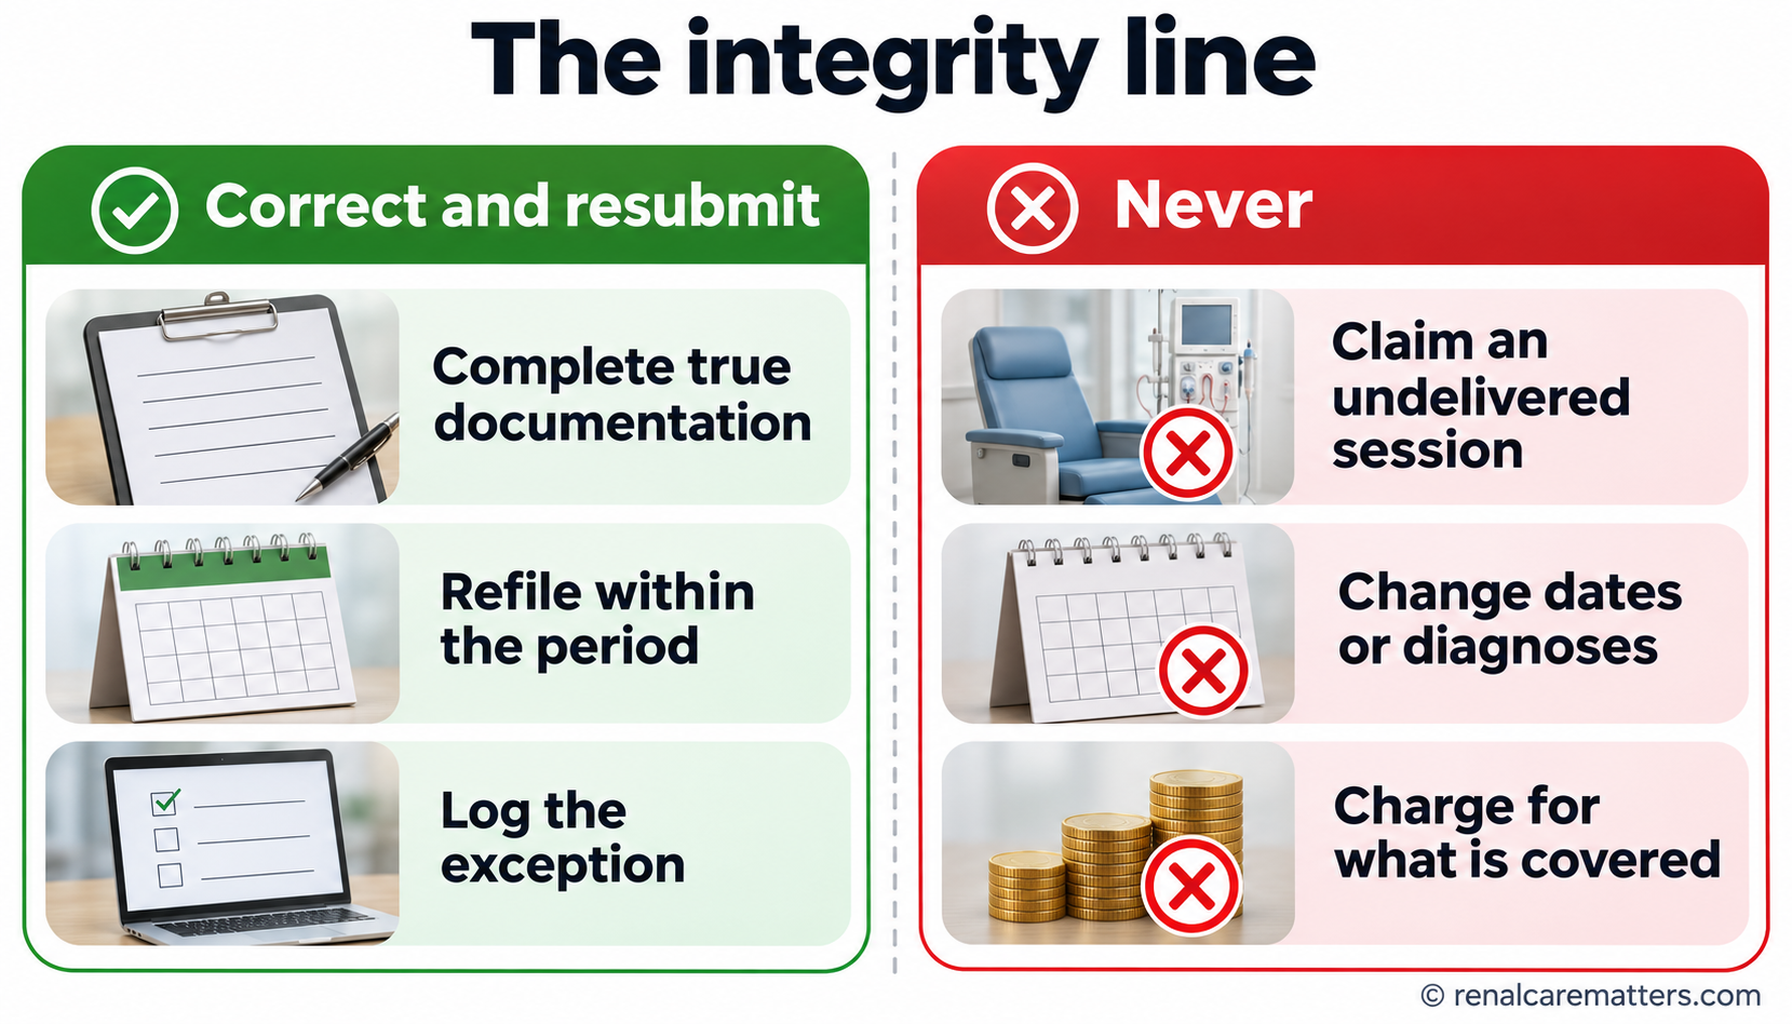 The integrity line
Correct and resubmit
Complete true
documentation
Refile within
the period
Log the
exception
Never
Claim an
undelivered
session
Change dates
or diagnoses
Charge for
what is covered
© renalcarematters.com